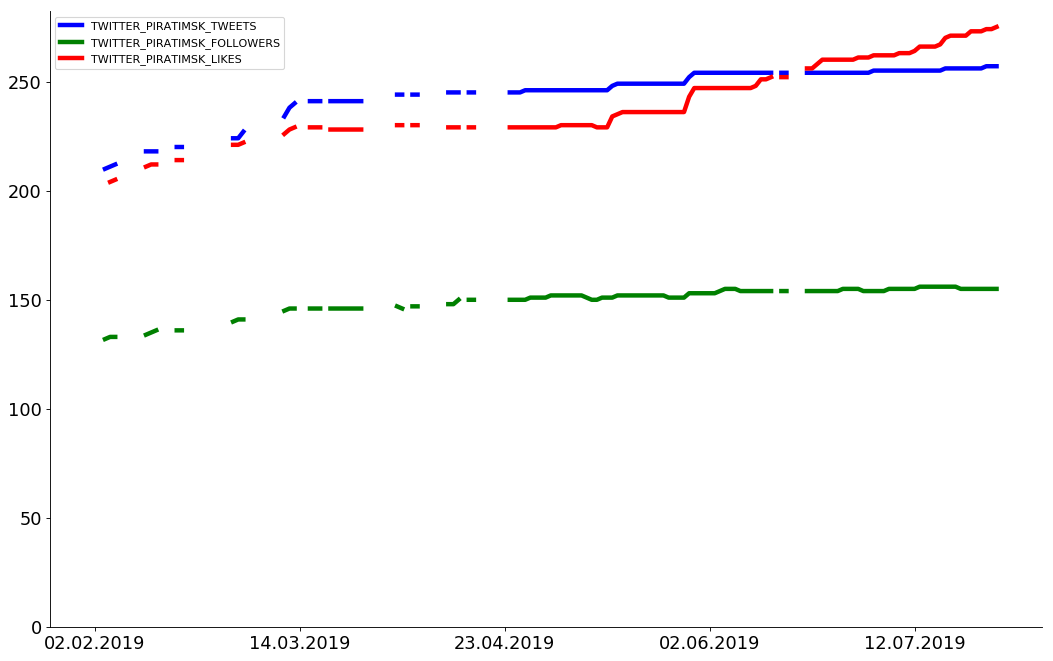 TWITTER_PIRATIMSK_TWEETS
TWITTER_PIRATIMSK_FOLLOWERS
TWITTER_PIRATIMSK_LIKES
250
200
150
100
50
0
02.02.2019 14.03.2019 23.04.2019 02.06.2019 12.07.2019